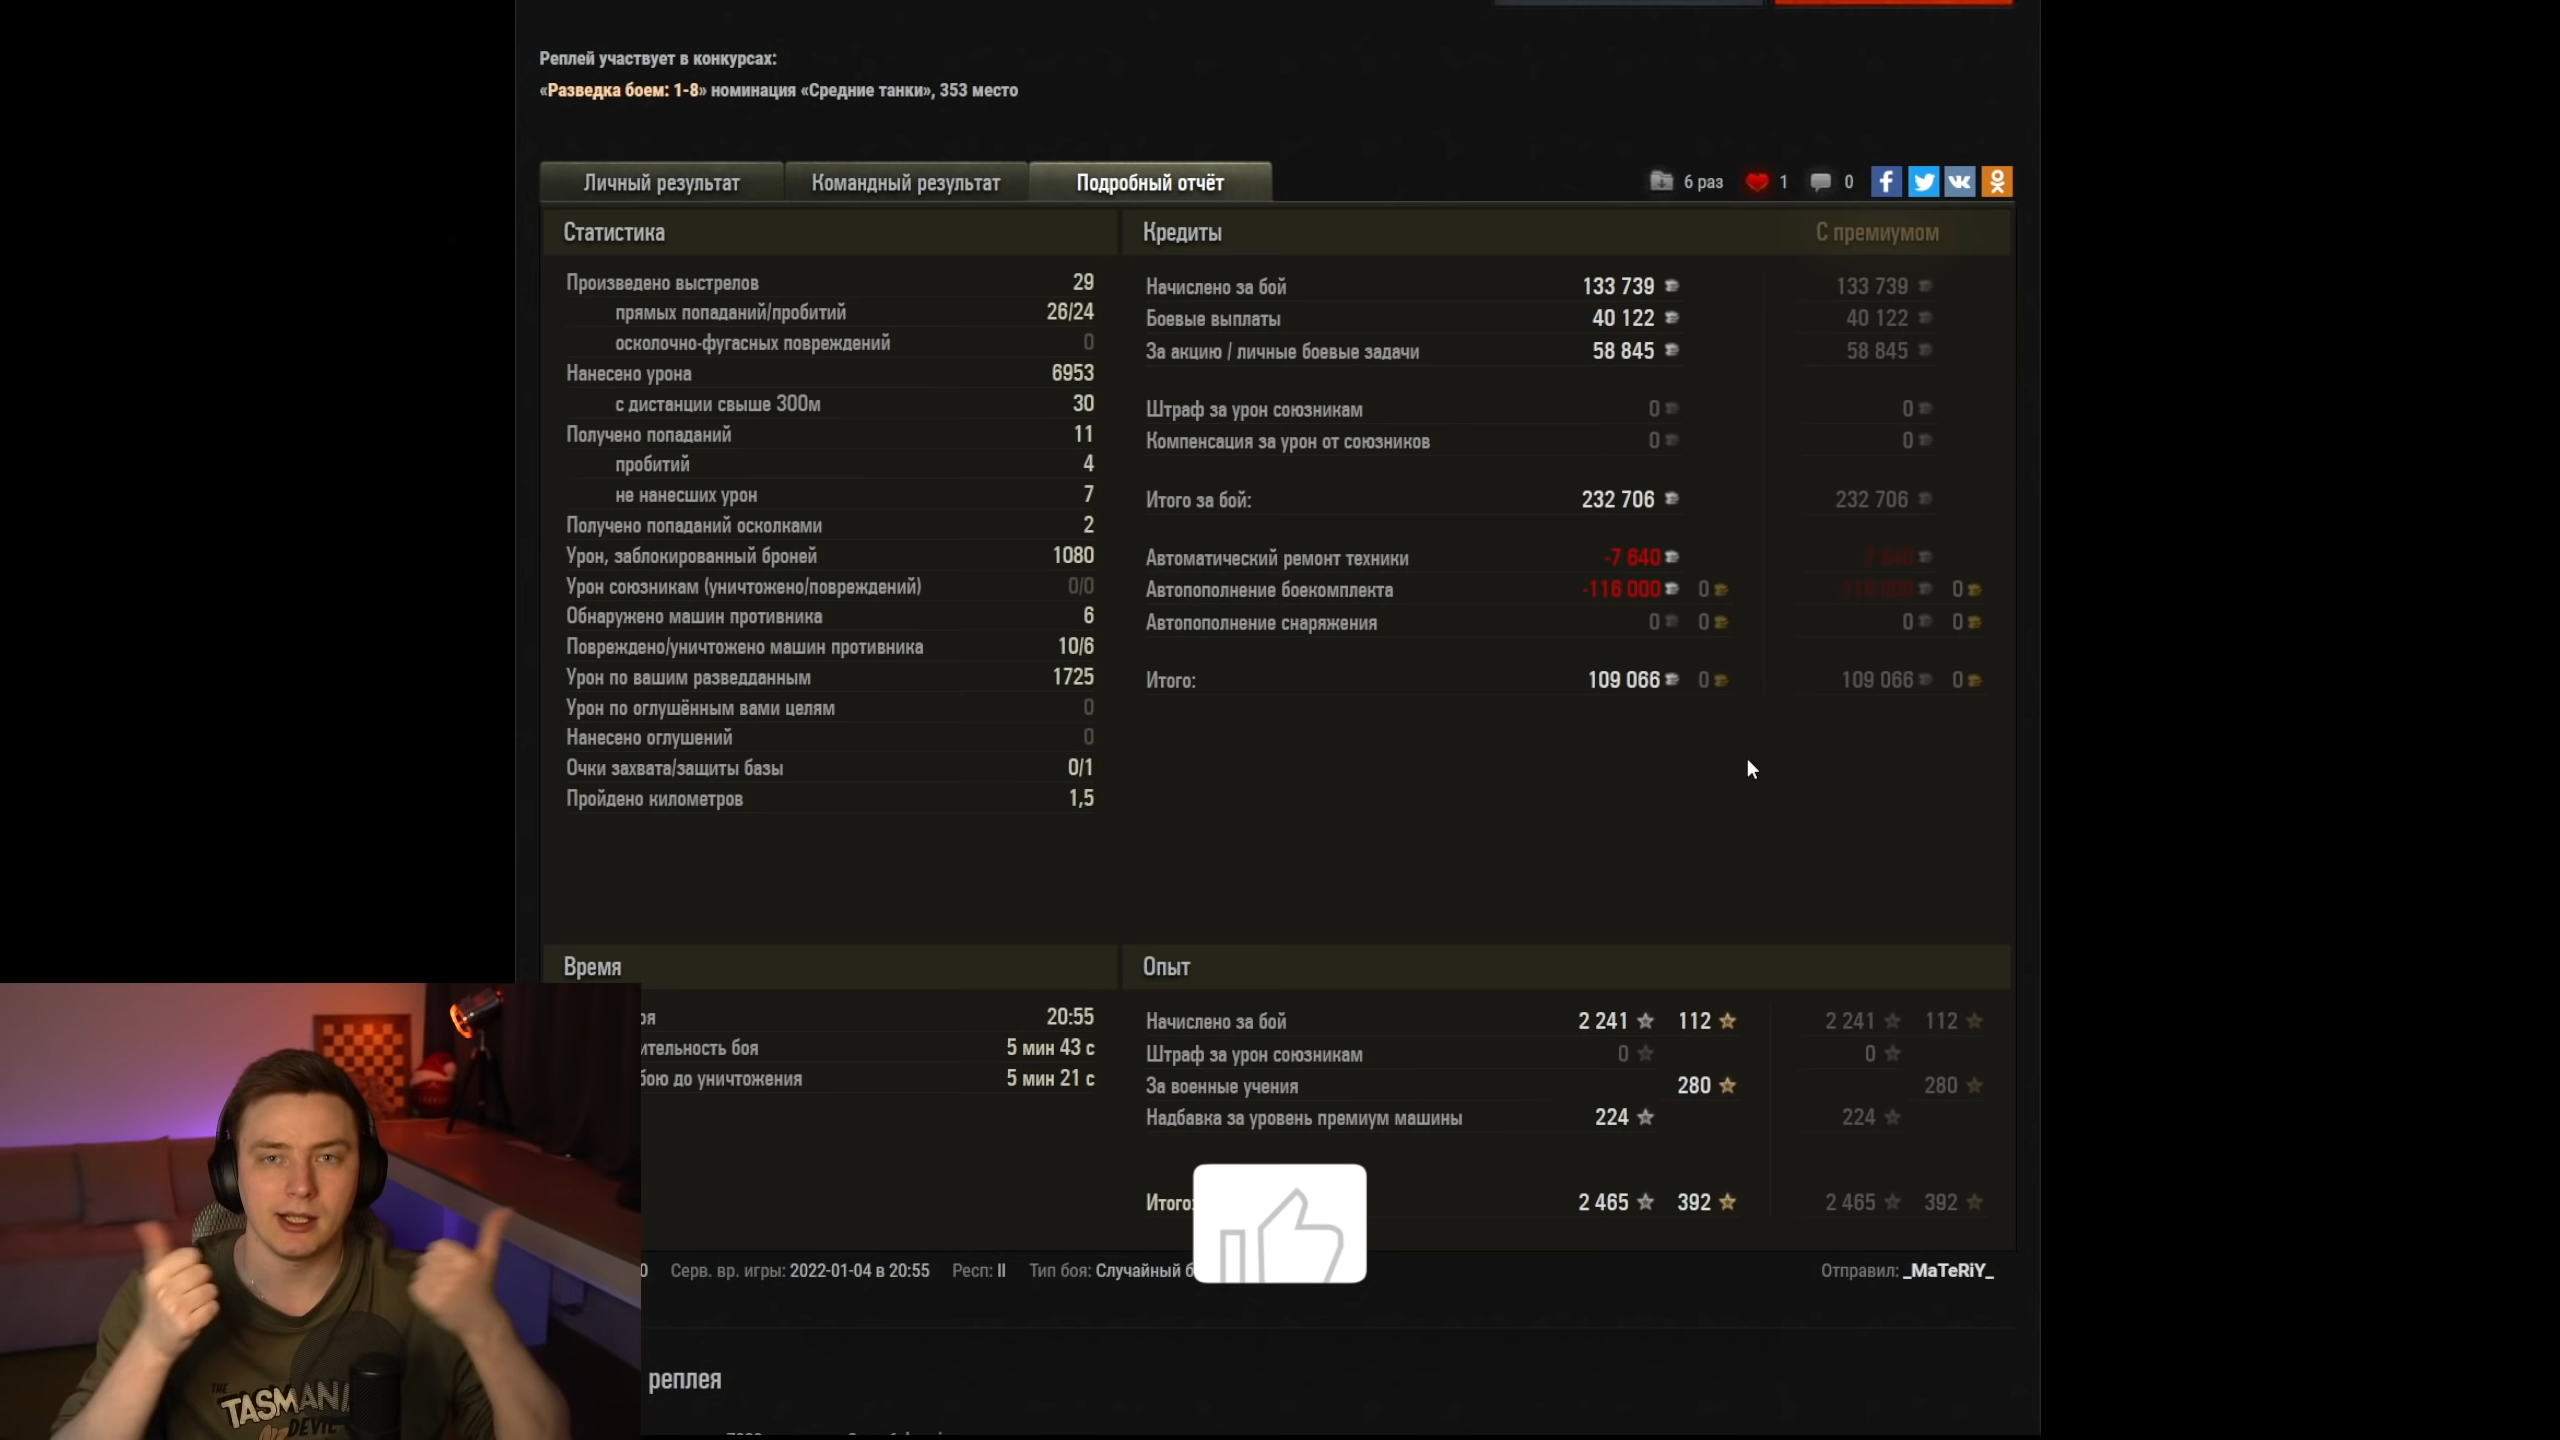 Реплей участвует в конкурсах:
«Разведка боем: 1-8» номинация «Средние танки», 353 место
Личный результат
Командный результат
Подробный отчёт
6 раз
1
0
Статистика
Произведено выстрелов 29
прямых попаданий/пробитий 26/24
осколочно-фугасных повреждений 0
Нанесено урона 6953
с дистанции свыше 300м 30
Получено попаданий 11
пробитий 4
не нанесших урон 7
Получено попаданий осколками 2
Урон, заблокированный броней 1080
Урон союзникам (уничтожено/повреждений) 0/0
Обнаружено машин противника 6
Повреждено/уничтожено машин противника 10/6
Урон по вашим разведданным 1725
Урон по оглушённым вами целям 0
Нанесено оглушений 0
Очки захвата/защиты базы 0/1
Пройдено километров 1,5
Кредиты С премиумом
Начислено за бой 133 739 133 739
Боевые выплаты 40 122 40 122
За акцию / личные боевые задачи 58 845 58 845
Штраф за урон союзникам 0 0
Компенсация за урон от союзников 0 0
Итого за бой: 232 706 232 706
Автоматический ремонт техники -7 640
Автопополнение боекомплекта -116 000 0 0
Автопополнение снаряжения 0 0 0 0
Итого: 109 066 0 109 066 0
Время
20:55
ительность боя 5 мин 43 с
бою до уничтожения 5 мин 21 с
Опыт
Начислено за бой 2 241 112 2 241 112
Штраф за урон союзникам 0 0
За военные учения 280 280
Надбавка за уровень премиум машины 224 224
Итого: 2 465 392 2 465 392
Серв. вр. игры: 2022-01-04 в 20:55 Респ: II Тип боя: Случайный б
Отправил: _MaTeRiY_
реплея
THE
TASMANI
DEVIL